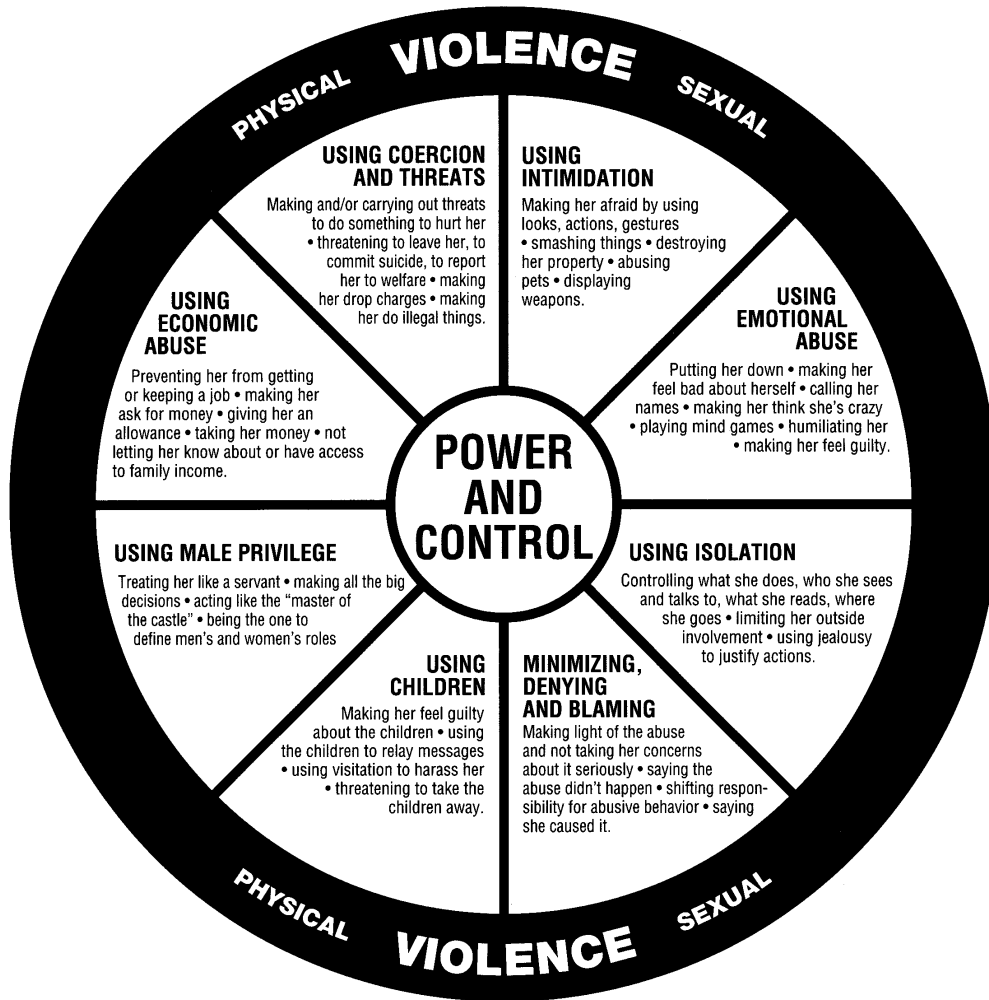 PHYSICAL VIOLENCE SEXUAL
USING COERCION
AND THREATS
Making and/or carrying out threats
to do something to hurt her
• threatening to leave her, to
commit suicide, to report
her to welfare • making
her drop charges • making
her do illegal things.
USING
INTIMIDATION
Making her afraid by using
looks, actions, gestures
• smashing things • destroying
her property • abusing
pets • displaying
weapons.
USING
ECONOMIC
ABUSE
Preventing her from getting
or keeping a job • making her
ask for money • giving her an
allowance • taking her money • not
letting her know about or have access
to family income.
USING
EMOTIONAL
ABUSE
Putting her down • making her
feel bad about herself • calling her
names • making her think she's crazy
• playing mind games • humiliating her
• making her feel guilty.
POWER
AND
CONTROL
USING MALE PRIVILEGE
Treating her like a servant • making all the big
decisions • acting like the “master of
the castle” • being the one to
define men's and women's roles
USING ISOLATION
Controlling what she does, who she sees
and talks to, what she reads, where
she goes • limiting her outside
involvement • using jealousy
to justify actions.
USING
CHILDREN
Making her feel guilty
about the children • using
the children to relay messages
• using visitation to harass her
• threatening to take the
children away.
MINIMIZING,
DENYING
AND BLAMING
Making light of the abuse
and not taking her concerns
about it seriously • saying the
abuse didn't happen • shifting respon-
sibility for abusive behavior • saying
she caused it.
PHYSICAL VIOLENCE SEXUAL